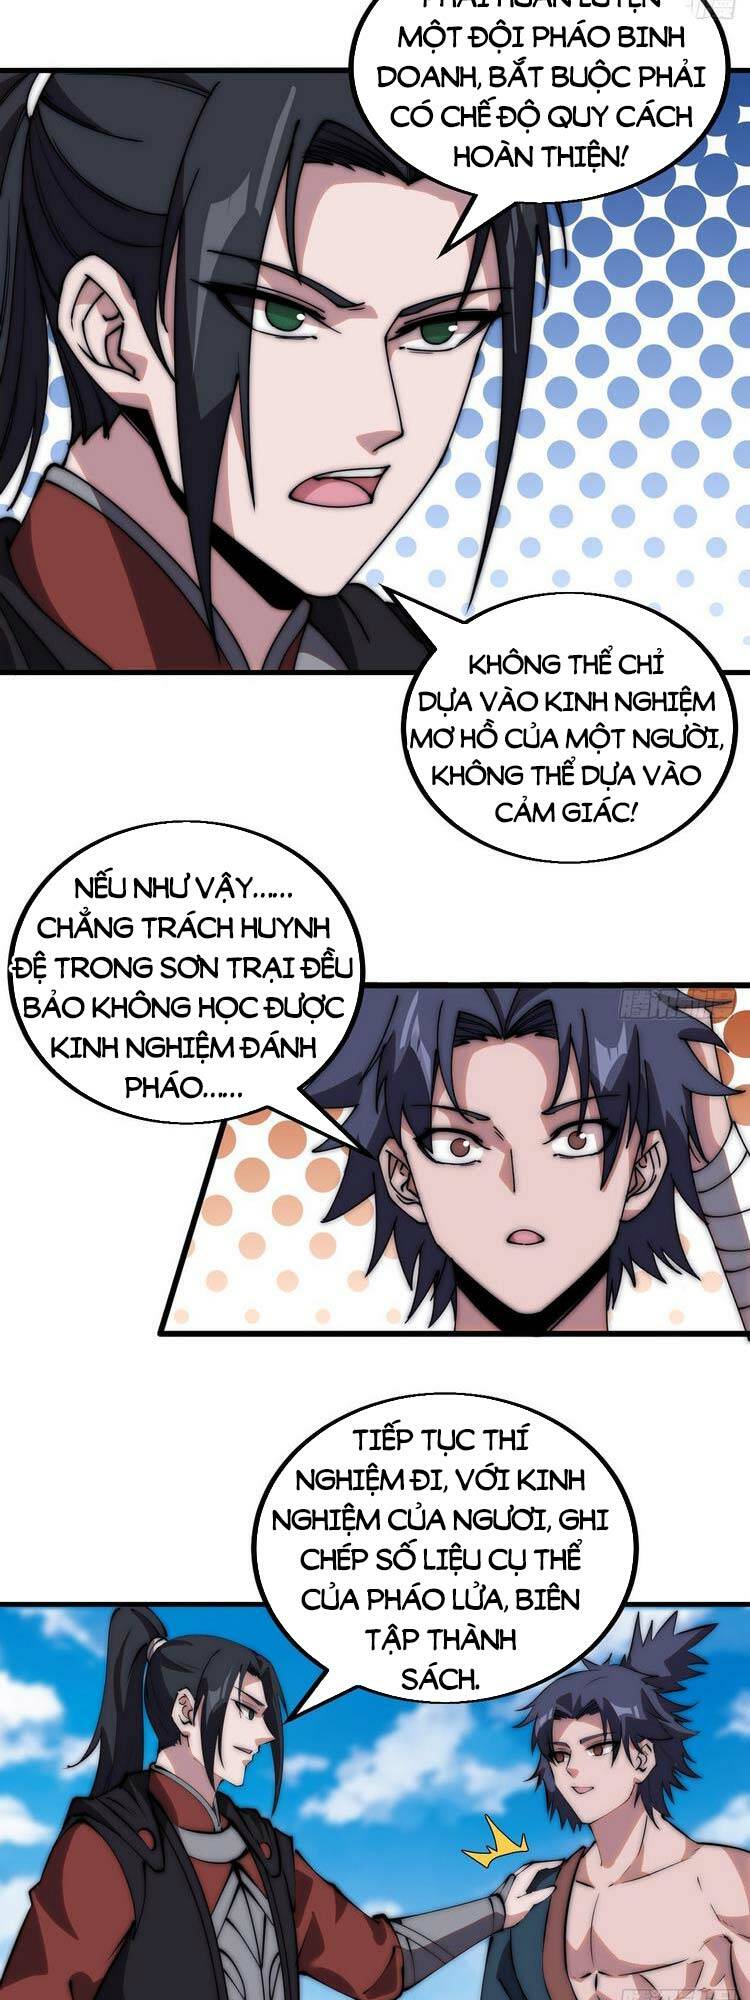 PHẢI HUẤN LUYỆN
MỘT ĐỘI PHÁO BINH
DOANH, BẮT BUỘC PHẢI
CÓ CHẾ ĐỘ QUY CÁCH
HOÀN THIỆN!
KHÔNG THỂ CHỈ
DỰA VÀO KINH NGHIỆM
MƠ HỒ CỦA MỘT NGƯỜI,
KHÔNG THỂ DỰA VÀO
CẢM GIÁC!
NẾU NHƯ VẬY......
CHẲNG TRÁCH HUYNH
ĐỆ TRONG SƠN TRẠI ĐỀU
BẢO KHÔNG HỌC ĐƯỢC
KINH NGHIỆM ĐÁNH
PHÁO......
TIẾP TỤC THÍ
NGHIỆM ĐI, VỚI KINH
NGHIỆM CỦA NGƯƠI, GHI
CHÉP SỐ LIỆU CỤ THỂ
CỦA PHÁO LỬA, BIÊN
TẬP THÀNH
SÁCH.